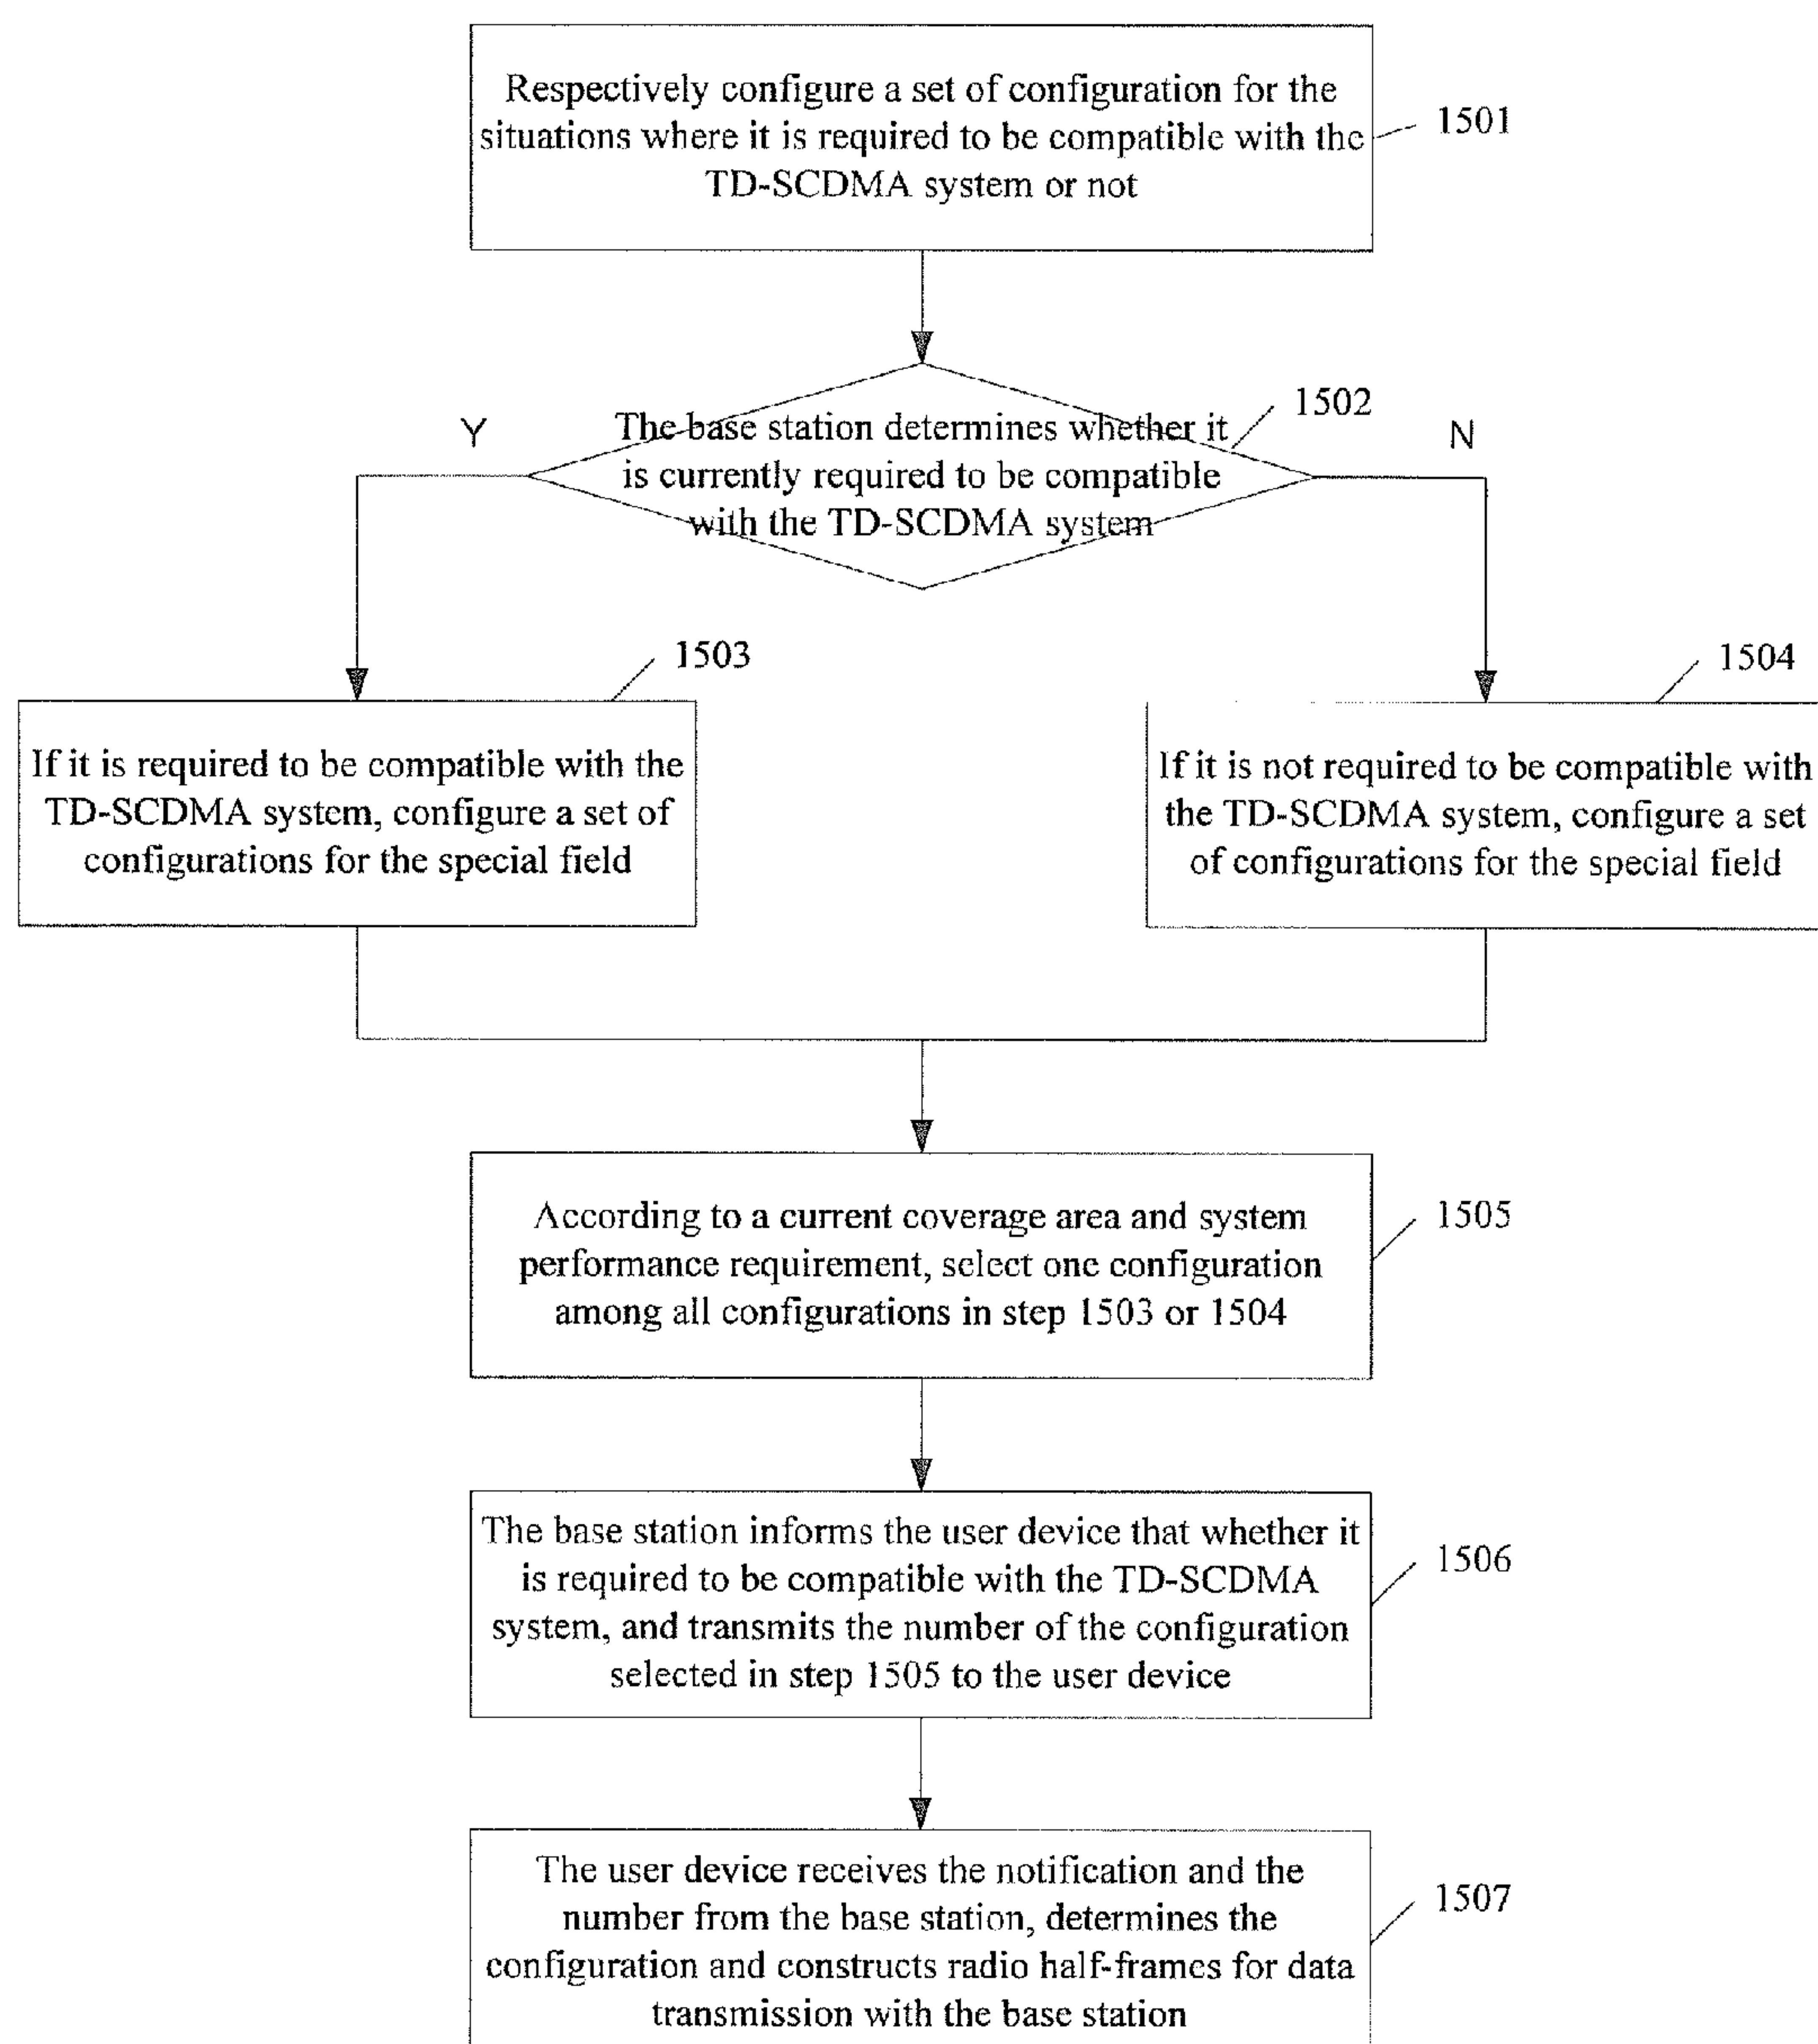 Respectively configure a set of configuration for the
situations where it is required to be compatible with the
TD-SCDMA system or not
1501
The base station determines whether it
is currently required to be compatible
with the TD-SCDMA system
1502
Y
N
1503
If it is required to be compatible with the
TD-SCDMA system, configure a set of
configurations for the special field
1504
If it is not required to be compatible with
the TD-SCDMA system, configure a set
of configurations for the special field
According to a current coverage area and system
performance requirement, select one configuration
among all configurations in step 1503 or 1504
1505
The base station informs the user device that whether it
is required to be compatible with the TD-SCDMA
system, and transmits the number of the configuration
selected in step 1505 to the user device
1506
The user device receives the notification and the
number from the base station, determines the
configuration and constructs radio half-frames for data
transmission with the base station
1507